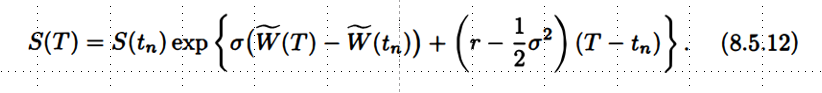 S(T) = S(t_n) exp { σ(W̃(T) − W̃(t_n)) + (r − ½σ²) (T − t_n) } . (8.5.12)